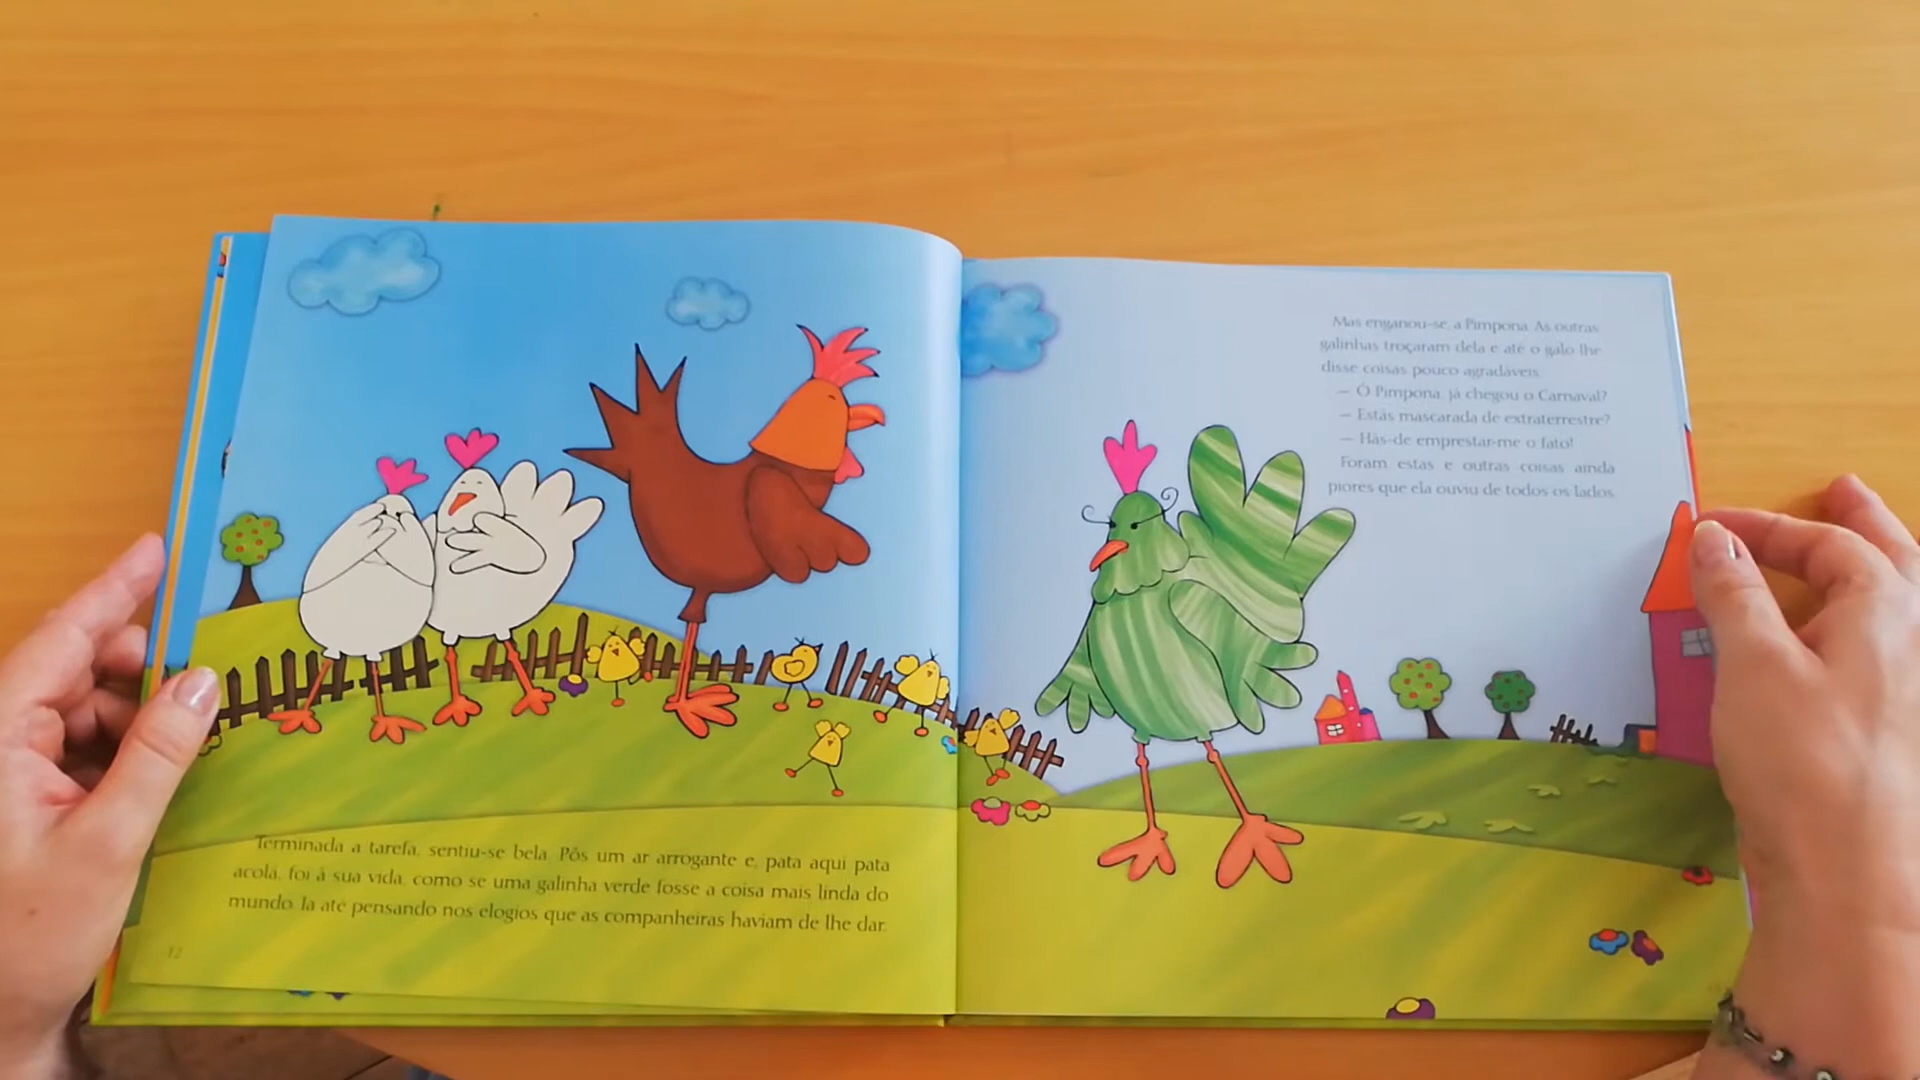 Terminada a tarefa, sentiu-se bela. Pôs um ar arrogante e, pata aqui pata
acolá, foi à sua vida, como se uma galinha verde fosse a coisa mais linda do
mundo. Ia até pensando nos elogios que as companheiras haviam de lhe dar.
12
Mas enganou-se, a Pimpona. As outras
galinhas troçaram dela e até o galo lhe
disse coisas pouco agradáveis.
— Ó Pimpona, já chegou o Carnaval?
— Estás mascarada de extraterrestre?
— Hás-de emprestar-me o fato!
Foram estas e outras coisas ainda
piores que ela ouviu de todos os lados.